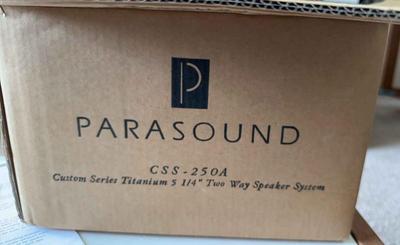 P
PARASOUND
CSS-250A
Custom Series Titanium 5 1/4" Two Way Speaker System